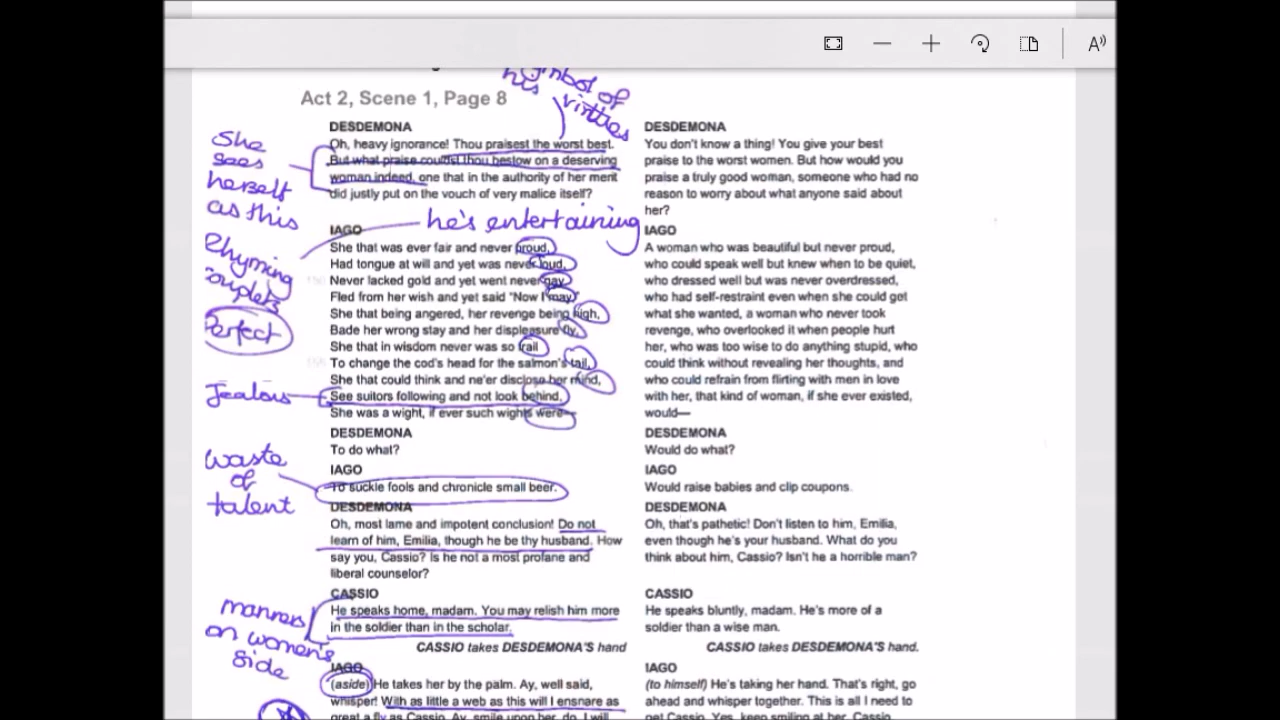 A
symbol of
his virtues
Act 2, Scene 1, Page 8
DESDEMONA
Oh, heavy ignorance! Thou praisest the worst best.
But what praise couldst thou bestow on a deserving
woman indeed, one that in the authority of her merit
did justly put on the vouch of very malice itself?
She
sees
herself
as this
he's entertaining
IAGO
She that was ever fair and never proud,
Had tongue at will and yet was never loud,
Never lacked gold and yet went never gay,
Fled from her wish and yet said "Now I may,"
She that being angered, her revenge being nigh,
Bade her wrong stay and her displeasure fly,
She that in wisdom never was so frail
To change the cod's head for the salmon's tail,
She that could think and ne'er disclose her mind,
See suitors following and not look behind,
She was a wight, if ever such wights were—
Rhyming
couplets
Perfect
Jealous
DESDEMONA
To do what?
IAGO
To suckle fools and chronicle small beer.
waste
of
talent
DESDEMONA
Oh, most lame and impotent conclusion! Do not
learn of him, Emilia, though he be thy husband. How
say you, Cassio? Is he not a most profane and
liberal counselor?
CASSIO
He speaks home, madam. You may relish him more
in the soldier than in the scholar.
manners
on women's
side
CASSIO takes DESDEMONA'S hand
IAGO
(aside) He takes her by the palm. Ay, well said,
whisper! With as little a web as this will I ensnare as
great a fly as Cassio. Ay, smile upon her, do, I will
DESDEMONA
You don't know a thing! You give your best
praise to the worst women. But how would you
praise a truly good woman, someone who had no
reason to worry about what anyone said about
her?
IAGO
A woman who was beautiful but never proud,
who could speak well but knew when to be quiet,
who dressed well but was never overdressed,
who had self-restraint even when she could get
what she wanted, a woman who never took
revenge, who overlooked it when people hurt
her, who was too wise to do anything stupid, who
could think without revealing her thoughts, and
who could refrain from flirting with men in love
with her, that kind of woman, if she ever existed,
would—
DESDEMONA
Would do what?
IAGO
Would raise babies and clip coupons.
DESDEMONA
Oh, that's pathetic! Don't listen to him, Emilia,
even though he's your husband. What do you
think about him, Cassio? Isn't he a horrible man?
CASSIO
He speaks bluntly, madam. He's more of a
soldier than a wise man.
CASSIO takes DESDEMONA'S hand.
IAGO
(to himself) He's taking her hand. That's right, go
ahead and whisper together. This is all I need to
get Cassio. Yes, keep smiling at her, Cassio.